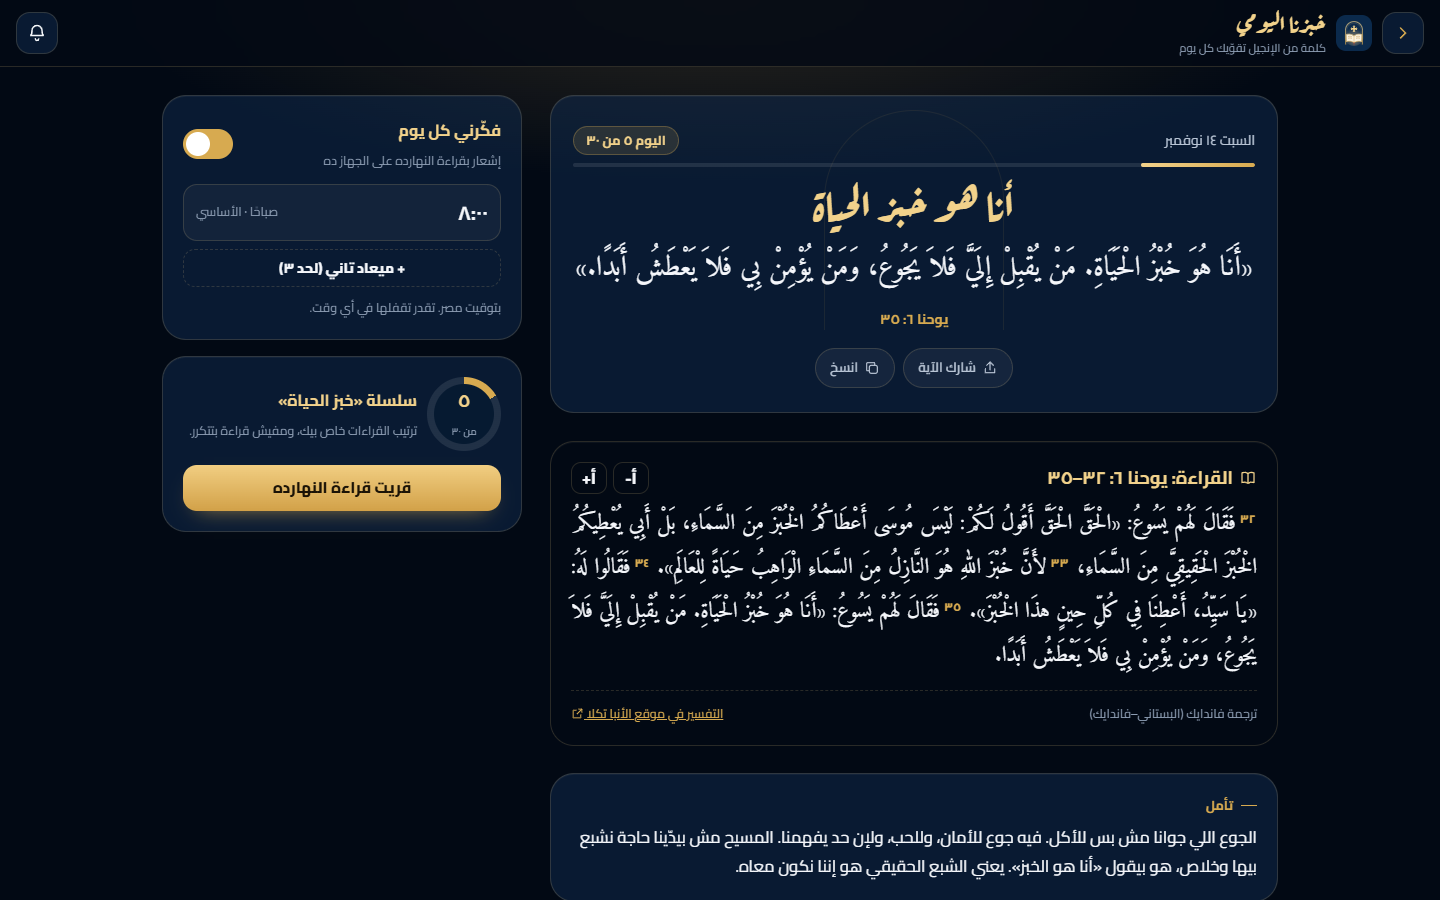 خبزنا اليومي
كلمة من الإنجيل تقوّيك كل يوم
السبت ١٤ نوفمبر
اليوم ٥ من ٣٠
أنا هو خبز الحياة
«أَنَا هُوَ خُبْزُ الْحَيَاةِ. مَنْ يُقْبِلْ إِلَيَّ فَلاَ يَجُوعُ، وَمَنْ يُؤْمِنْ بِي فَلاَ يَعْطَشُ أَبَدًا.»
يوحنا ٦: ٣٥
شارك الآية
انسخ
القراءة: يوحنا ٦: ٣٢–٣٥
أ-
أ+
٣٢ فَقَالَ لَهُمْ يَسُوعُ: «الْحَقَّ الْحَقَّ أَقُولُ لَكُمْ: لَيْسَ مُوسَى أَعْطَاكُمُ الْخُبْزَ مِنَ السَّمَاءِ، بَلْ أَبِي يُعْطِيكُمُ
الْخُبْزَ الْحَقِيقِيَّ مِنَ السَّمَاءِ، ٣٣ لأَنَّ خُبْزَ اللهِ هُوَ النَّازِلُ مِنَ السَّمَاءِ الْوَاهِبُ حَيَاةً لِلْعَالَمِ». ٣٤ فَقَالُوا لَهُ:
«يَا سَيِّدُ، أَعْطِنَا فِي كُلِّ حِينٍ هذَا الْخُبْزَ». ٣٥ فَقَالَ لَهُمْ يَسُوعُ: «أَنَا هُوَ خُبْزُ الْحَيَاةِ. مَنْ يُقْبِلْ إِلَيَّ فَلاَ
يَجُوعُ، وَمَنْ يُؤْمِنْ بِي فَلاَ يَعْطَشُ أَبَدًا.
ترجمة فاندايك (البستاني–فاندايك)
التفسير في موقع الأنبا تكلا
تأمل
الجوع اللي جوانا مش بس للأكل. فيه جوع للأمان، وللحب، ولإن حد يفهمنا. المسيح مش بيدّينا حاجة نشبع
بيها وخلاص، هو بيقول «أنا هو الخبز». يعني الشبع الحقيقي هو إننا نكون معاه.
فكّرني كل يوم
إشعار بقراءة النهارده على الجهاز ده
٨:٠٠
صباحًا · الأساسي
+ ميعاد تاني (لحد ٣)
بتوقيت مصر. تقدر تقفلها في أي وقت.
٥
من ٣٠
سلسلة «خبز الحياة»
ترتيب القراءات خاص بيك، ومفيش قراءة بتتكرر.
قريت قراءة النهارده